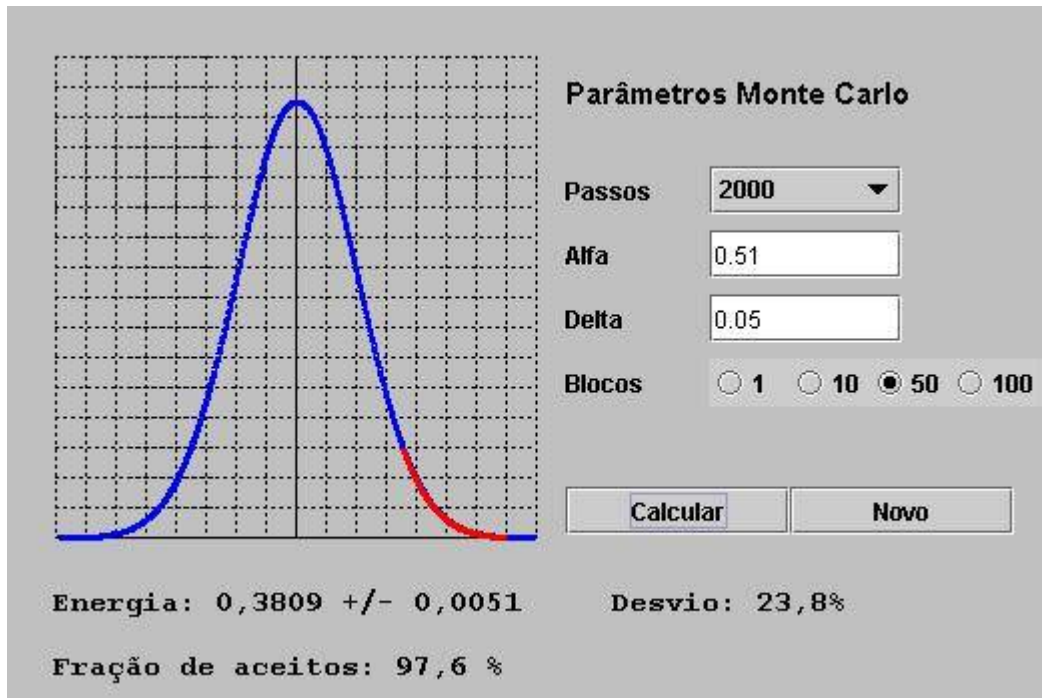 Parâmetros Monte Carlo
Passos 2000
Alfa 0.51
Delta 0.05
Blocos 1 10 50 100
Calcular Novo
Energia: 0,3809 +/- 0,0051 Desvio: 23,8%
Fração de aceitos: 97,6 %